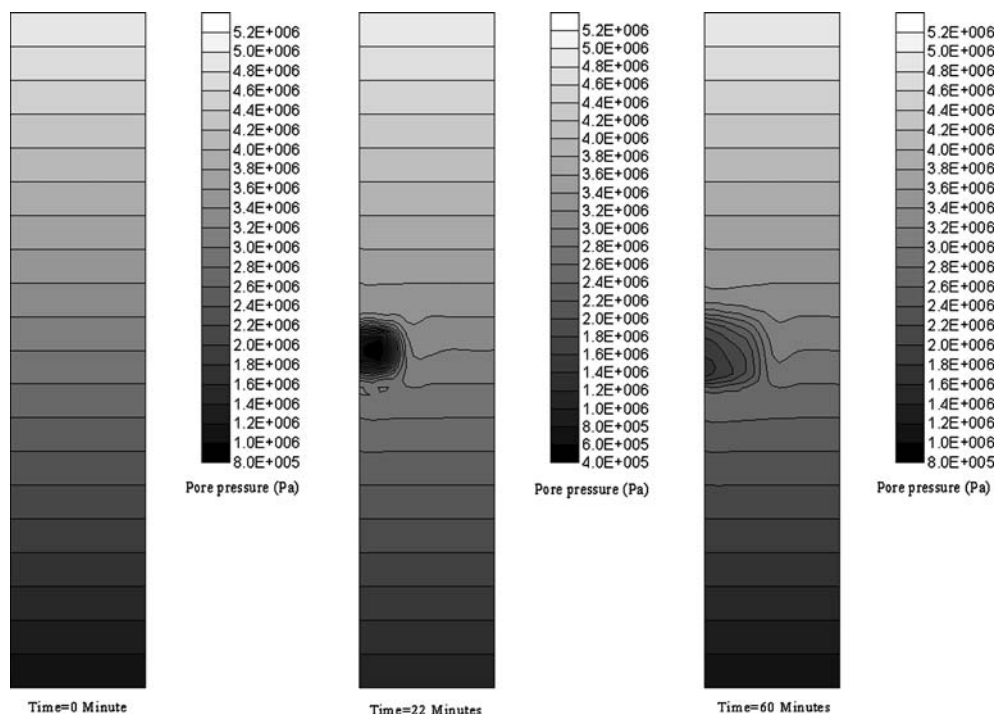 5.2E+006
5.0E+006
4.8E+006
4.6E+006
4.4E+006
4.2E+006
4.0E+006
3.8E+006
3.6E+006
3.4E+006
3.2E+006
3.0E+006
2.8E+006
2.6E+006
2.4E+006
2.2E+006
2.0E+006
1.8E+006
1.6E+006
1.4E+006
1.2E+006
1.0E+006
8.0E+005
Pore pressure (Pa)
Time=0 Minute
5.2E+006
5.0E+006
4.8E+006
4.6E+006
4.4E+006
4.2E+006
4.0E+006
3.8E+006
3.6E+006
3.4E+006
3.2E+006
3.0E+006
2.8E+006
2.6E+006
2.4E+006
2.2E+006
2.0E+006
1.8E+006
1.6E+006
1.4E+006
1.2E+006
1.0E+006
8.0E+005
6.0E+005
4.0E+005
Pore pressure (Pa)
Time=22 Minutes
5.2E+006
5.0E+006
4.8E+006
4.6E+006
4.4E+006
4.2E+006
4.0E+006
3.8E+006
3.6E+006
3.4E+006
3.2E+006
3.0E+006
2.8E+006
2.6E+006
2.4E+006
2.2E+006
2.0E+006
1.8E+006
1.6E+006
1.4E+006
1.2E+006
1.0E+006
8.0E+005
Pore pressure (Pa)
Time=60 Minutes